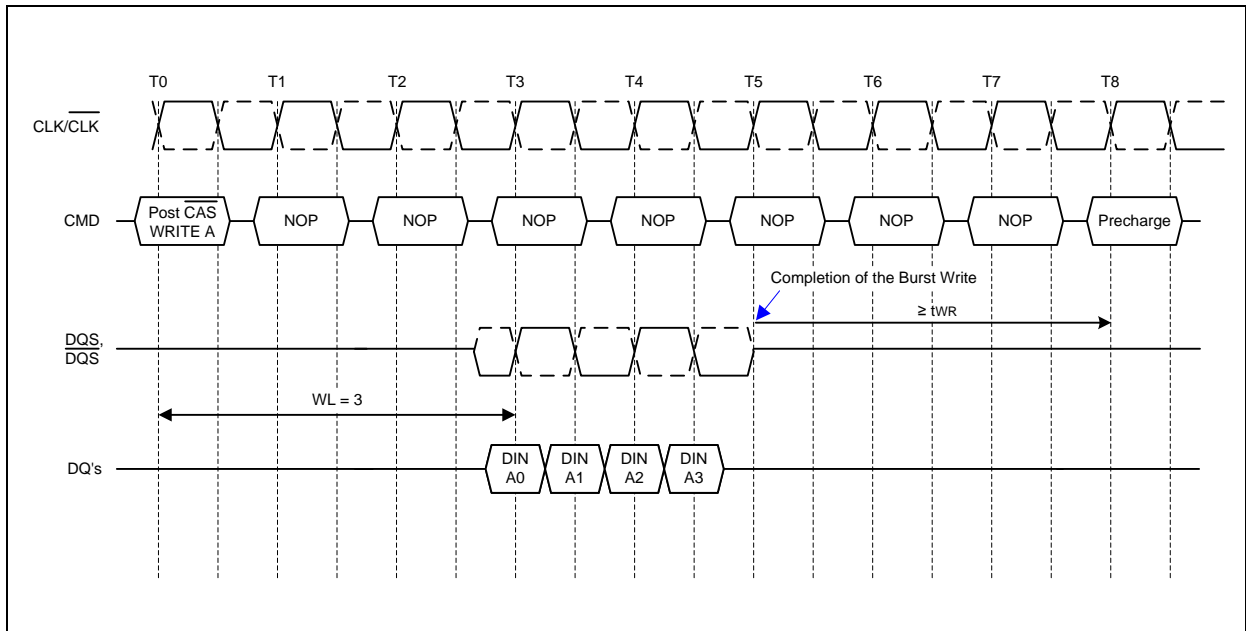 T0 T1 T2 T3 T4 T5 T6 T7 T8
CLK/CLK
CMD
Post CAS
WRITE A
NOP NOP NOP NOP NOP NOP NOP Precharge
Completion of the Burst Write
≥ tWR
DQS,
DQS
WL = 3
DQ's
DIN DIN DIN DIN
A0 A1 A2 A3